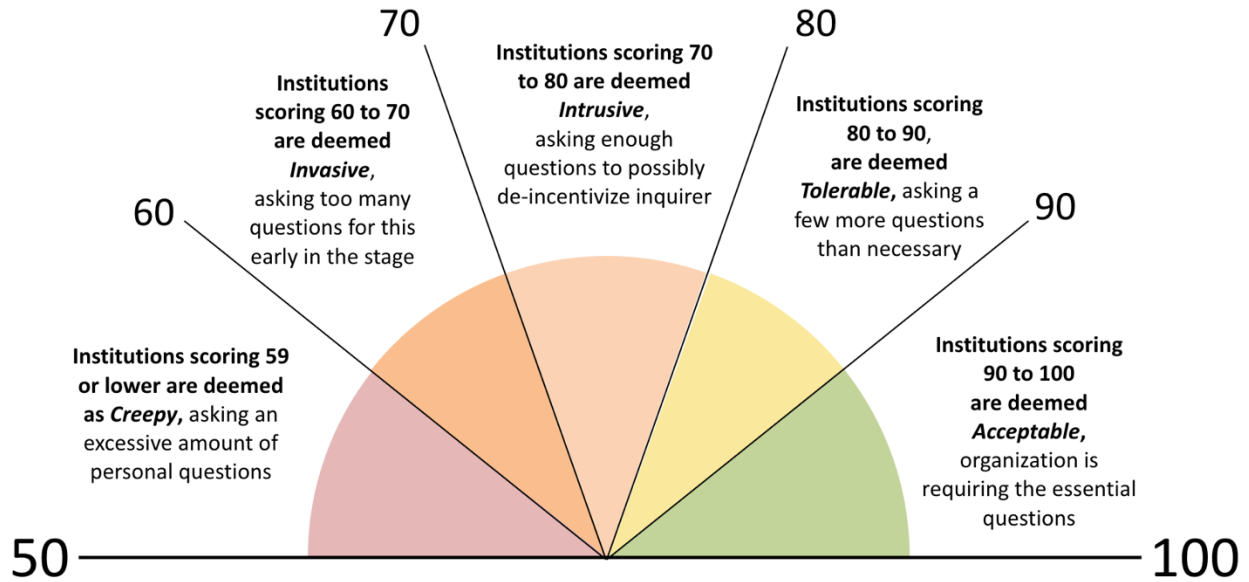 70
80
Institutions scoring 70
to 80 are deemed
Intrusive,
asking enough
questions to possibly
de-incentivize inquirer
Institutions
scoring 60 to 70
are deemed
Invasive,
asking too many
questions for this
early in the stage
Institutions scoring
80 to 90,
are deemed
Tolerable, asking a
few more questions
than necessary
60
90
Institutions scoring 59
or lower are deemed
as Creepy, asking an
excessive amount of
personal questions
Institutions scoring
90 to 100
are deemed
Acceptable,
organization is
requiring the essential
questions
50
100